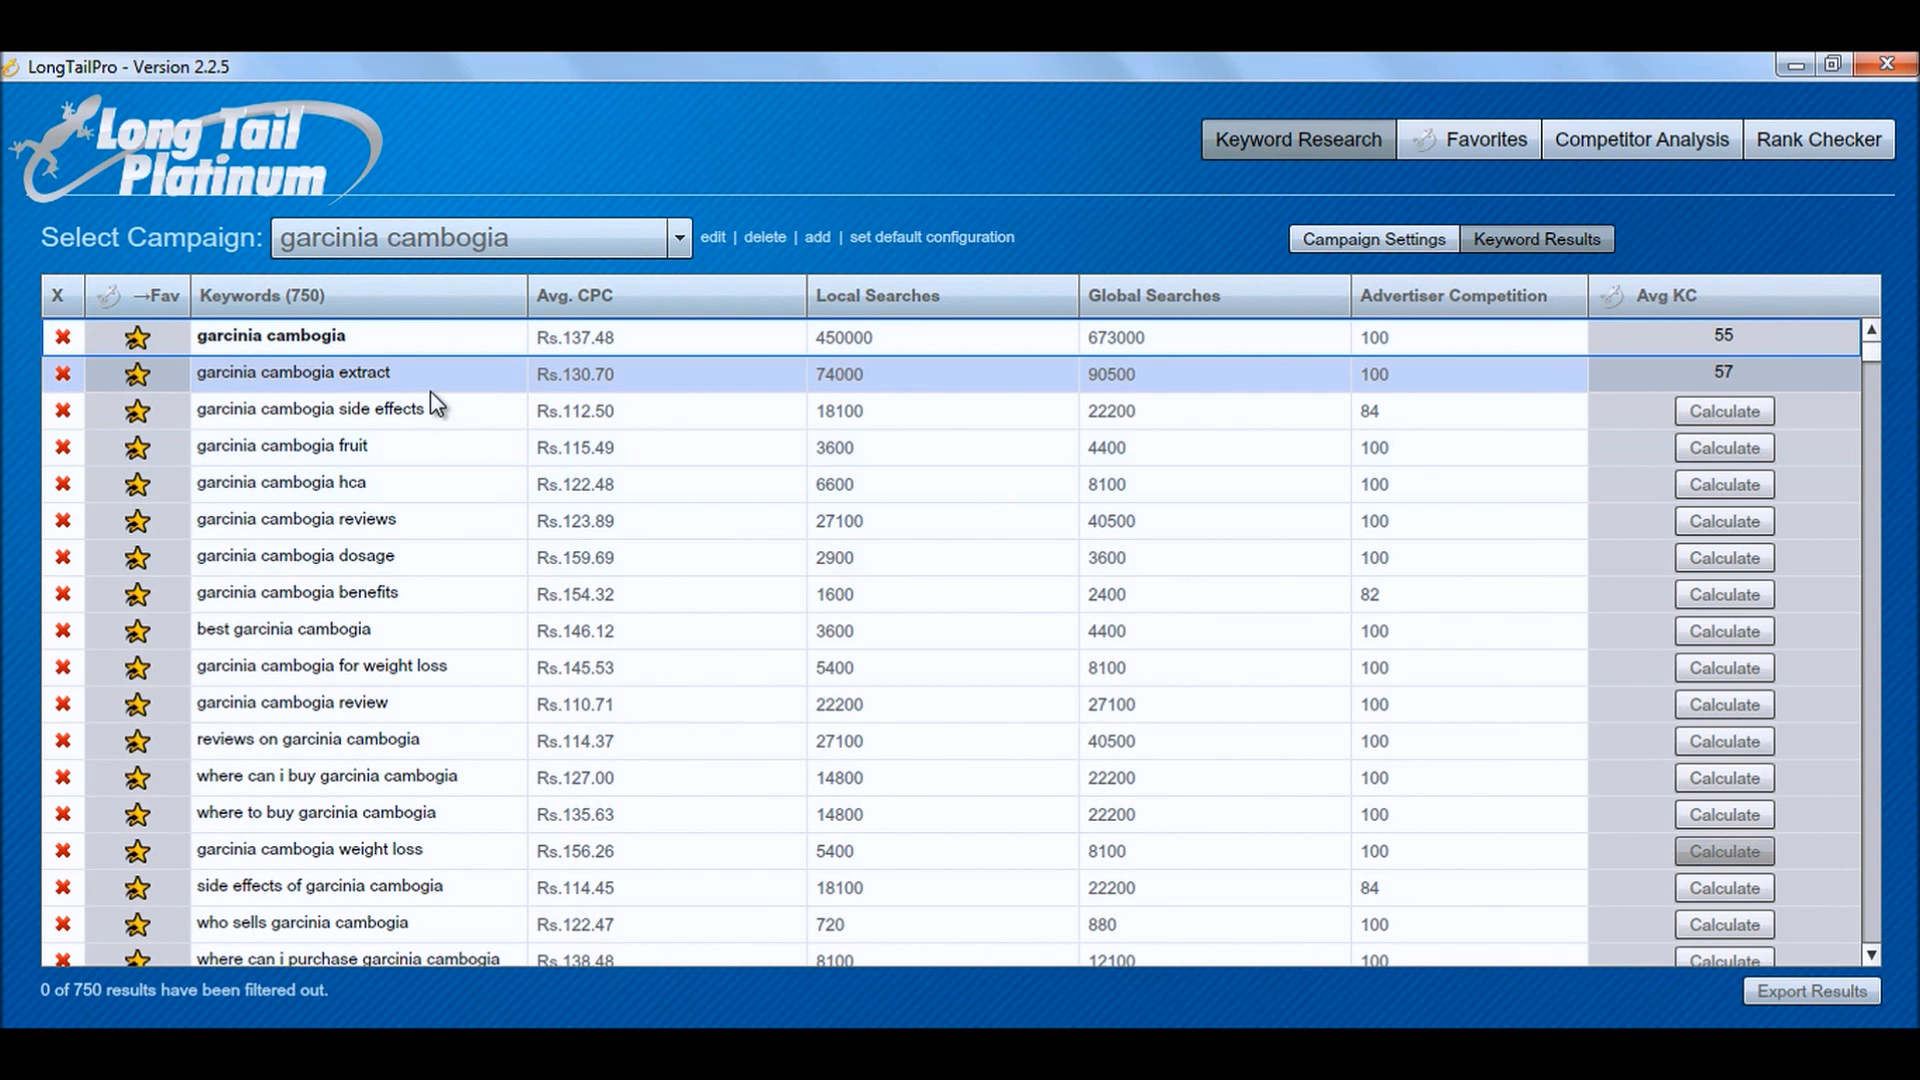 LongTailPro - Version 2.2.5
Long Tail
Platinum
Keyword Research Favorites Competitor Analysis Rank Checker
Select Campaign: garcinia cambogia edit | delete | add | set default configuration Campaign Settings Keyword Results
X →Fav Keywords (750) Avg. CPC Local Searches Global Searches Advertiser Competition Avg KC
garcinia cambogia Rs.137.48 450000 673000 100 55
garcinia cambogia extract Rs.130.70 74000 90500 100 57
garcinia cambogia side effects Rs.112.50 18100 22200 84 Calculate
garcinia cambogia fruit Rs.115.49 3600 4400 100 Calculate
garcinia cambogia hca Rs.122.48 6600 8100 100 Calculate
garcinia cambogia reviews Rs.123.89 27100 40500 100 Calculate
garcinia cambogia dosage Rs.159.69 2900 3600 100 Calculate
garcinia cambogia benefits Rs.154.32 1600 2400 82 Calculate
best garcinia cambogia Rs.146.12 3600 4400 100 Calculate
garcinia cambogia for weight loss Rs.145.53 5400 8100 100 Calculate
garcinia cambogia review Rs.110.71 22200 27100 100 Calculate
reviews on garcinia cambogia Rs.114.37 27100 40500 100 Calculate
where can i buy garcinia cambogia Rs.127.00 14800 22200 100 Calculate
where to buy garcinia cambogia Rs.135.63 14800 22200 100 Calculate
garcinia cambogia weight loss Rs.156.26 5400 8100 100 Calculate
side effects of garcinia cambogia Rs.114.45 18100 22200 84 Calculate
who sells garcinia cambogia Rs.122.47 720 880 100 Calculate
where can i purchase garcinia cambogia Rs.138.48 8100 12100 100 Calculate
0 of 750 results have been filtered out. Export Results